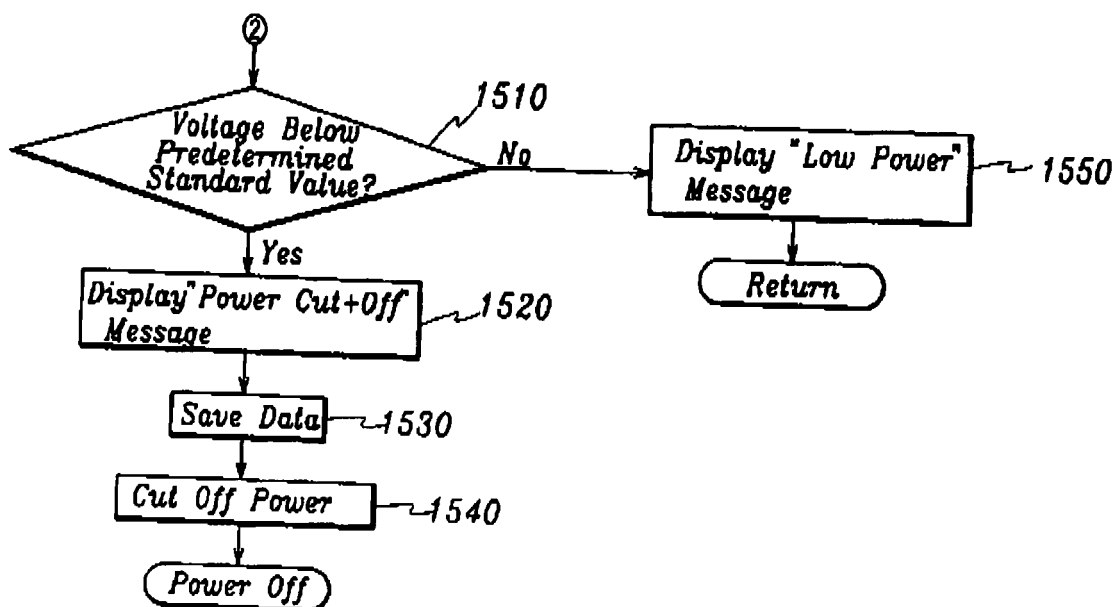 ②
Voltage Below
Predetermined
Standard Value?
1510
No
Display "Low Power"
Message
1550
Return
Yes
Display"Power Cut+Off"
Message
1520
Save Data
1530
Cut Off Power
1540
Power Off